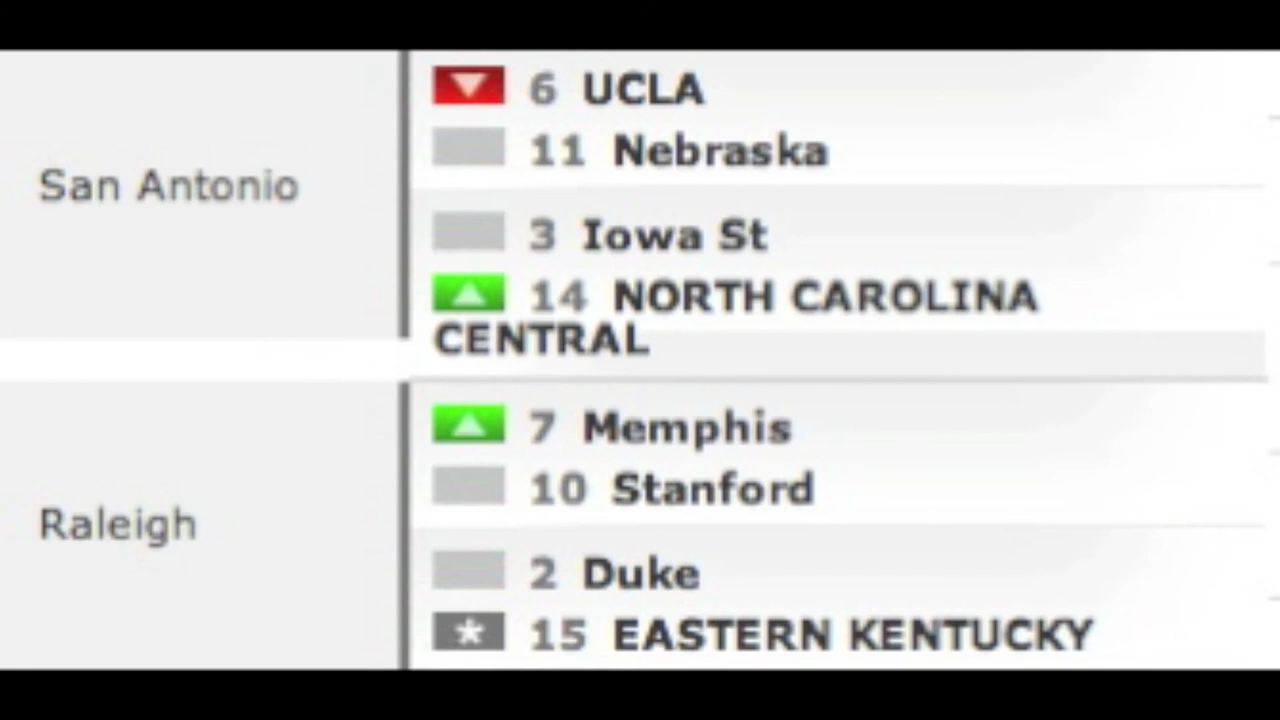 San Antonio
6 UCLA
11 Nebraska
3 Iowa St
14 NORTH CAROLINA
CENTRAL
Raleigh
7 Memphis
10 Stanford
2 Duke
* 15 EASTERN KENTUCKY